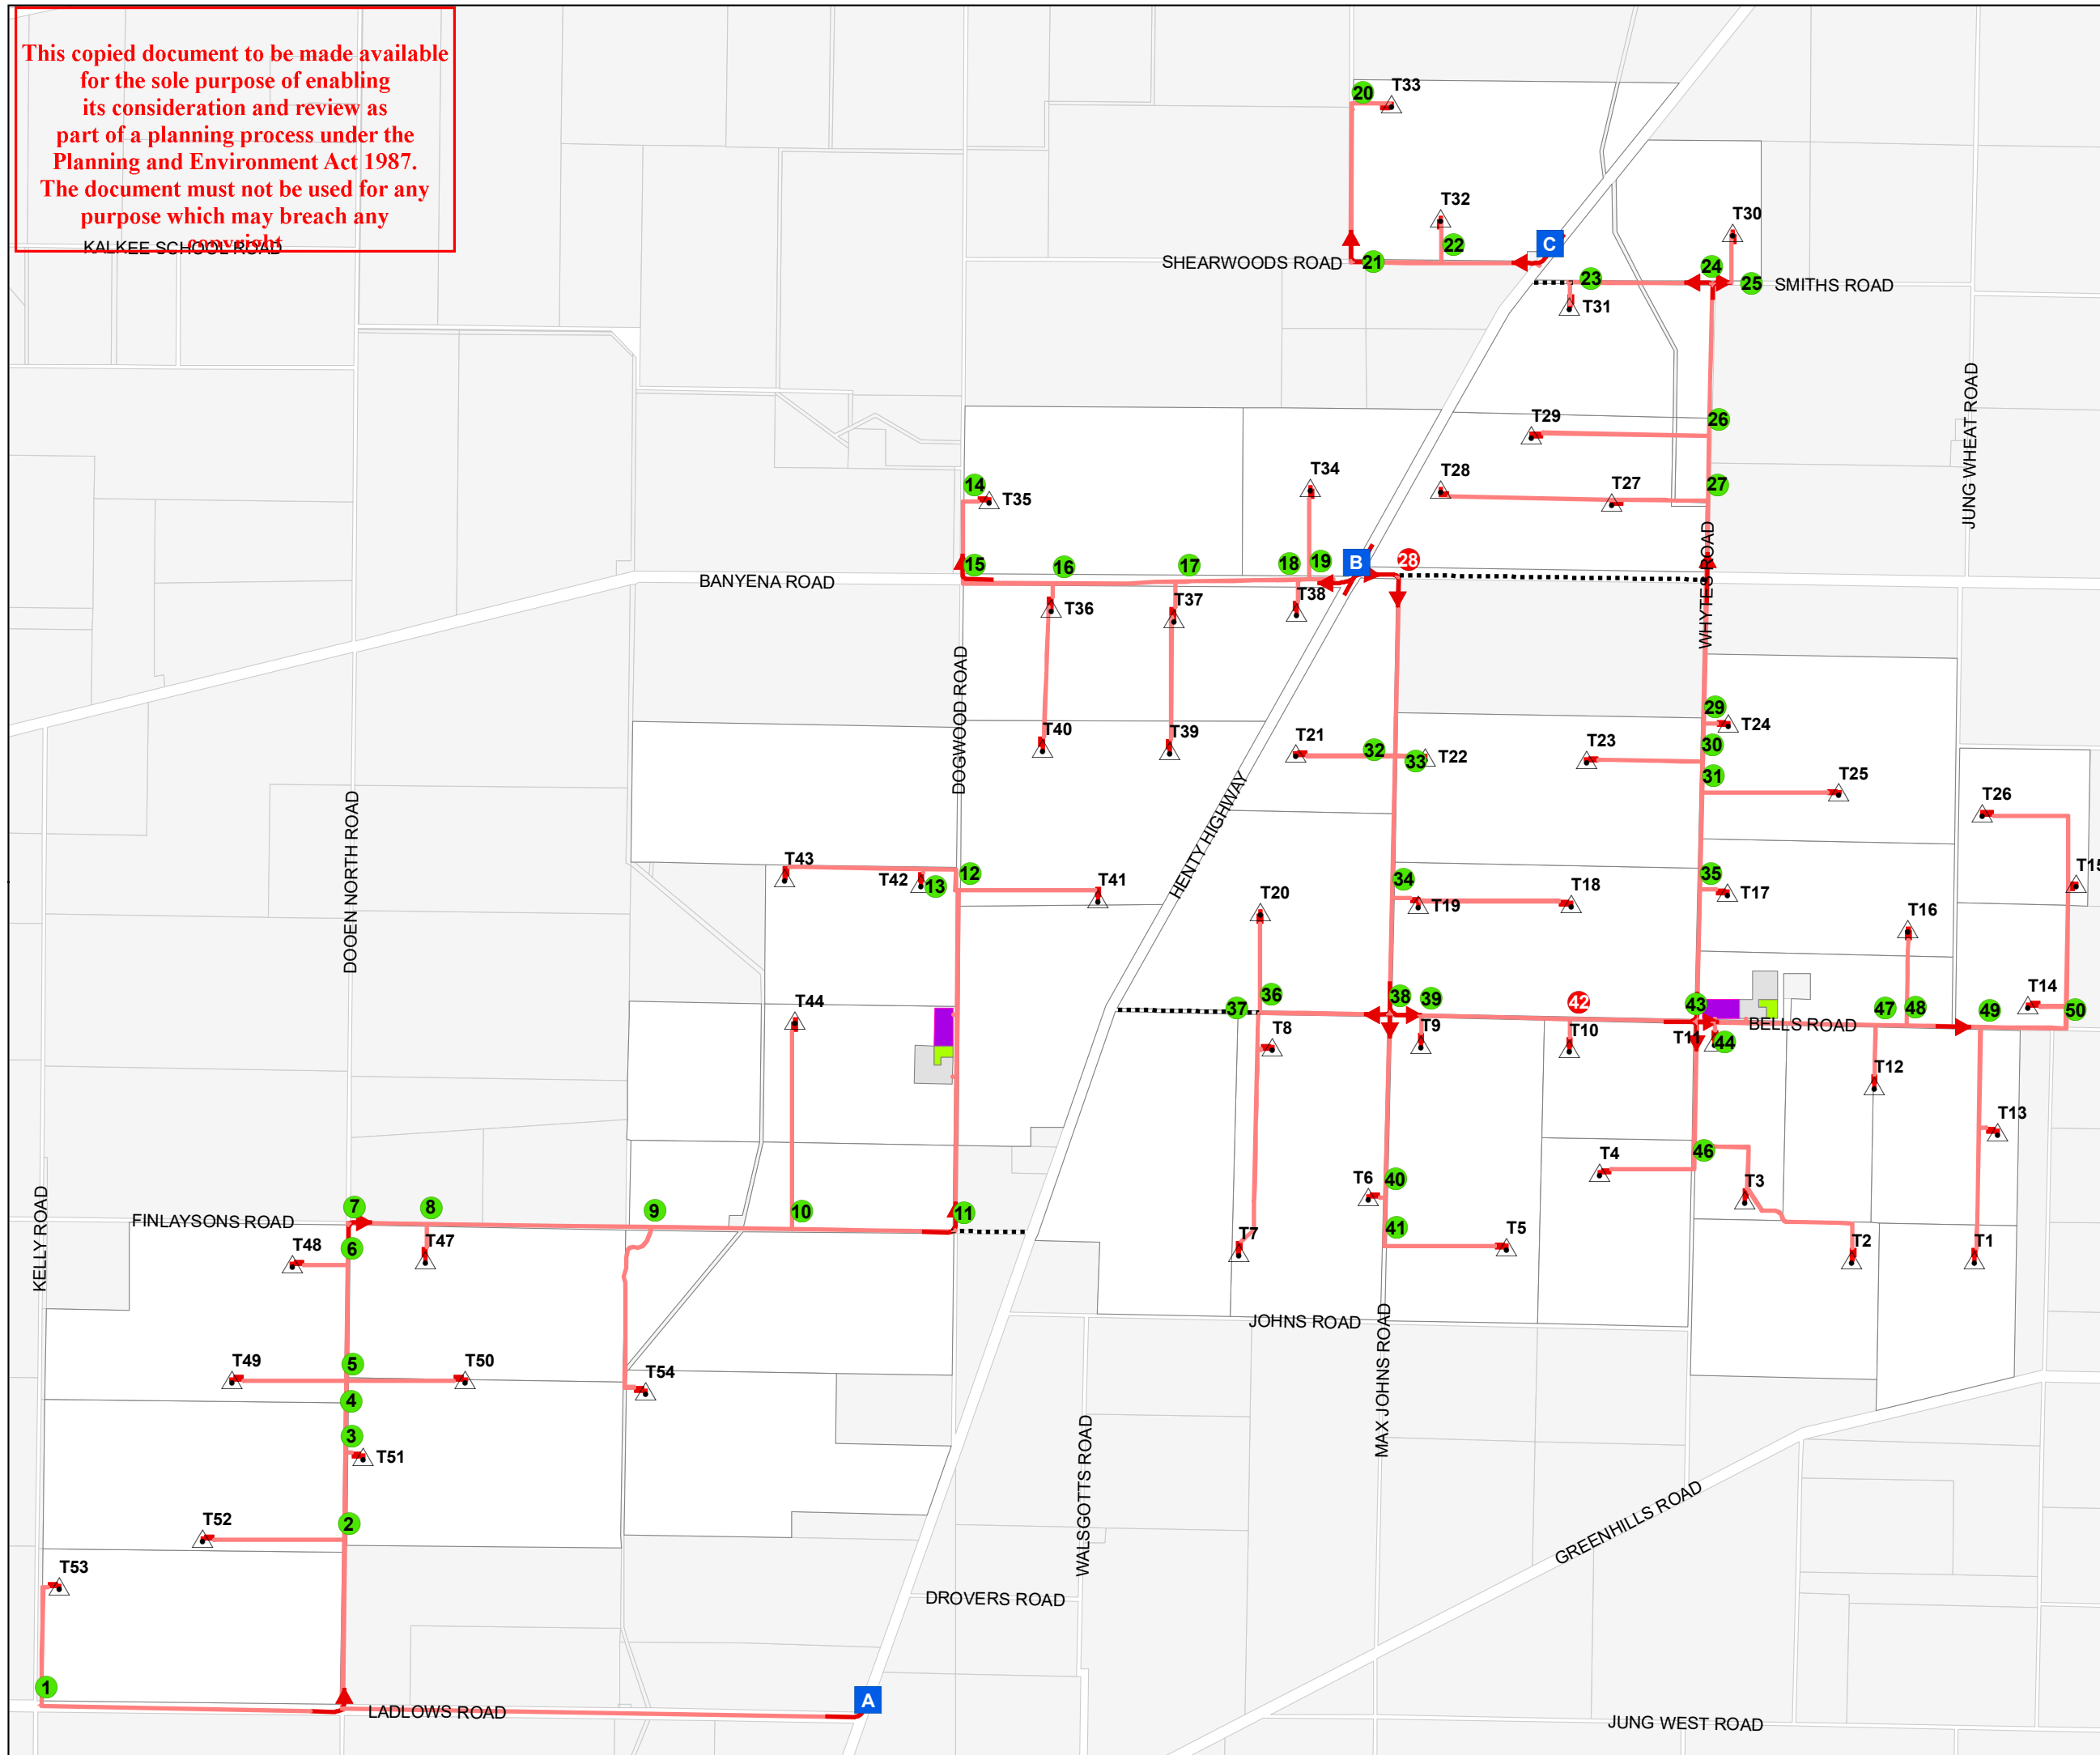 This copied document to be made available
for the sole purpose of enabling
its consideration and review as
part of a planning process under the
Planning and Environment Act 1987.
The document must not be used for any
purpose which may breach any
copyright
KALKEE SCHOOL ROAD
20
T33
T32
22
C
T30
SHEARWOODS ROAD
21
24
23
25
SMITHS ROAD
T31
JUNG WHEAT ROAD
T29
26
T34
T28
T27
27
14
T35
15
16
17
18
19
B
28
BANYENA ROAD
T36
T37
T38
WHYTES ROAD
DOGWOOD ROAD
29
T24
T40
T39
T21
32
33
T22
T23
30
31
T25
T26
HENTY HIGHWAY
DOOEN NORTH ROAD
T43
T42
13
12
T41
T20
34
T19
T18
35
T17
T15
T16
T44
37
36
38
39
42
43
47
48
49
T14
50
BELLS ROAD
T8
T9
T10
T11
44
T12
T13
46
T4
T3
T6
40
KELLY ROAD
FINLAYSONS ROAD
7
8
9
10
11
T48
6
T47
T7
41
T5
T2
T1
JOHNS ROAD
MAX JOHNS ROAD
T49
5
T50
T54
4
3
T51
WALSGOTTS ROAD
T52
2
GREENHILLS ROAD
T53
DROVERS ROAD
1
LADLOWS ROAD
A
JUNG WEST ROAD